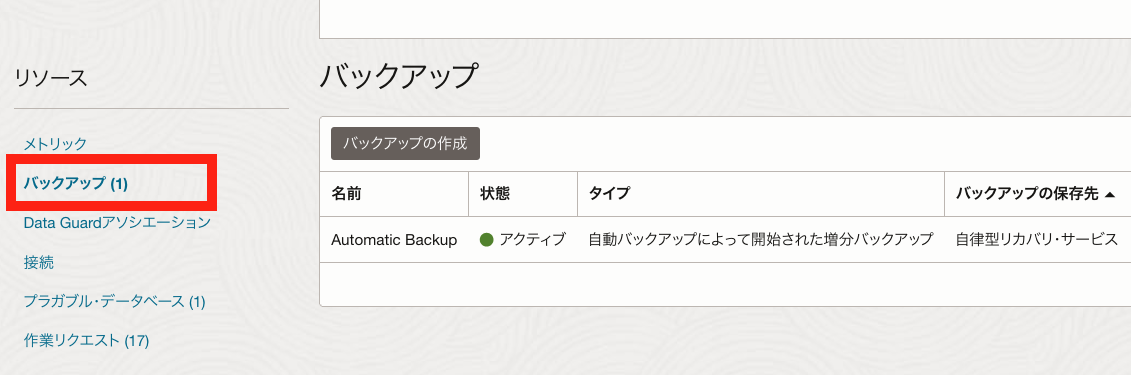 リソース
メトリック
バックアップ (1)
Data Guardアソシエーション
接続
プラガブル・データベース (1)
作業リクエスト (17)
バックアップ
バックアップの作成
名前 状態 タイプ バックアップの保存先
Automatic Backup アクティブ 自動バックアップによって開始された増分バックアップ 自律型リカバリ・サービス